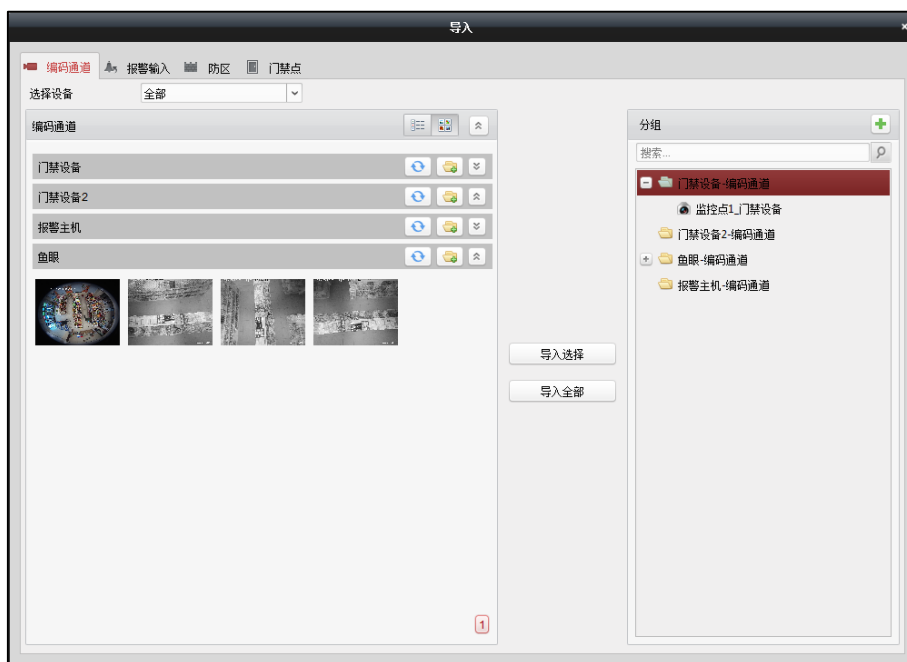 导入
编码通道 报警输入 防区 门禁点
选择设备 全部
编码通道
门禁设备
门禁设备2
报警主机
鱼眼
1
导入选择
导入全部
分组
搜索...
门禁设备-编码通道
监控点1_门禁设备
门禁设备2-编码通道
鱼眼-编码通道
报警主机-编码通道